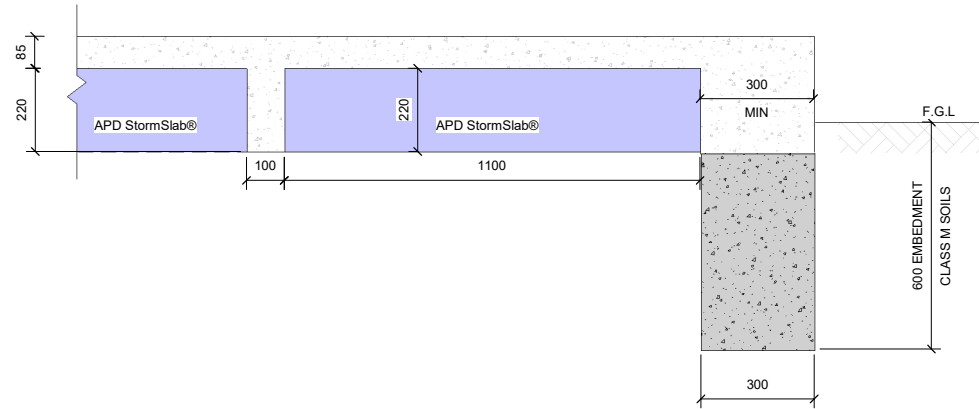 85
220
APD StormSlab®
220
APD StormSlab®
300
MIN
F.G.L
100
1100
600 EMBEDMENT
CLASS M SOILS
300